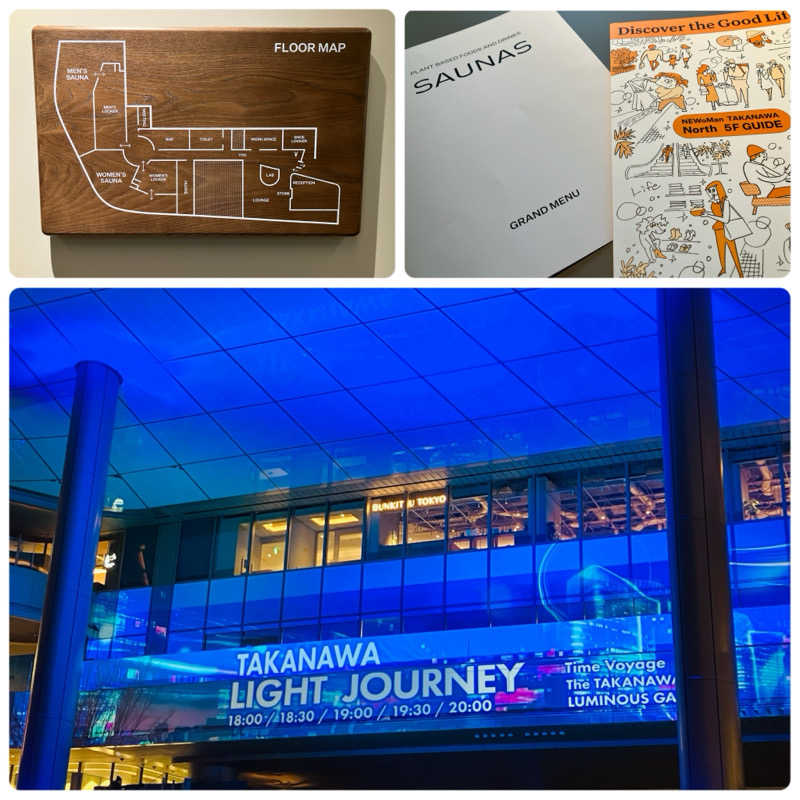 FLOOR MAP
MEN'S
SAUNA
MEN'S
LOCKER
TOILET
WORK SPACE
SHOE
LOCKER
WOMEN'S
SAUNA
WOMEN'S
LOCKER
LAB
STORE
RECEPTION
LOUNGE
PLANT BASED FOODS AND DRINKS
SAUNAS
GRAND MENU
Discover the Good Lif
NEWoMan TAKANAWA
North 5F GUIDE
Life
BUNKITSU TOKYO
TAKANAWA
LIGHT JOURNEY
18:00 / 18:30 / 19:00 / 19:30 / 20:00
Time Voyage
The TAKANAWA
LUMINOUS GA